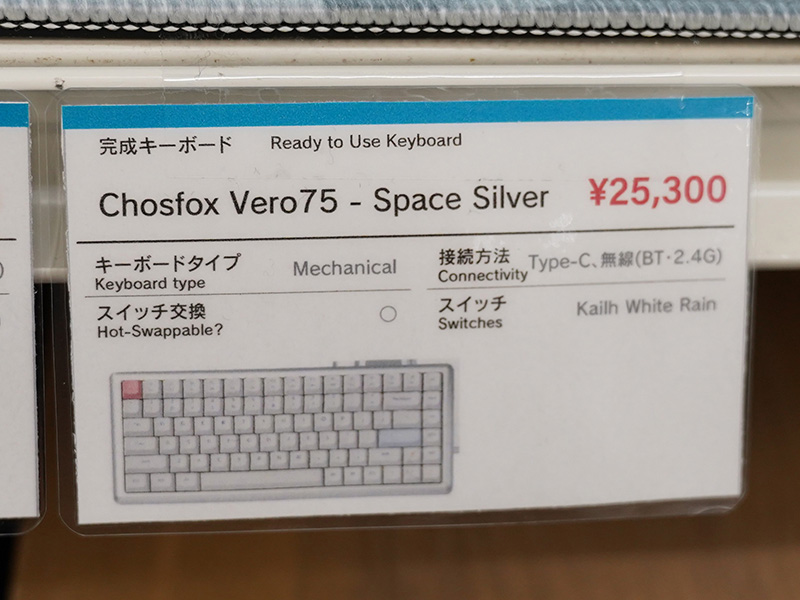 完成キーボード Ready to Use Keyboard
Chosfox Vero75 - Space Silver ¥25,300
キーボードタイプ
Keyboard type
Mechanical
接続方法
Connectivity
Type-C、無線(BT・2.4G)
スイッチ交換
Hot-Swappable?
○
スイッチ
Switches
Kailh White Rain
)